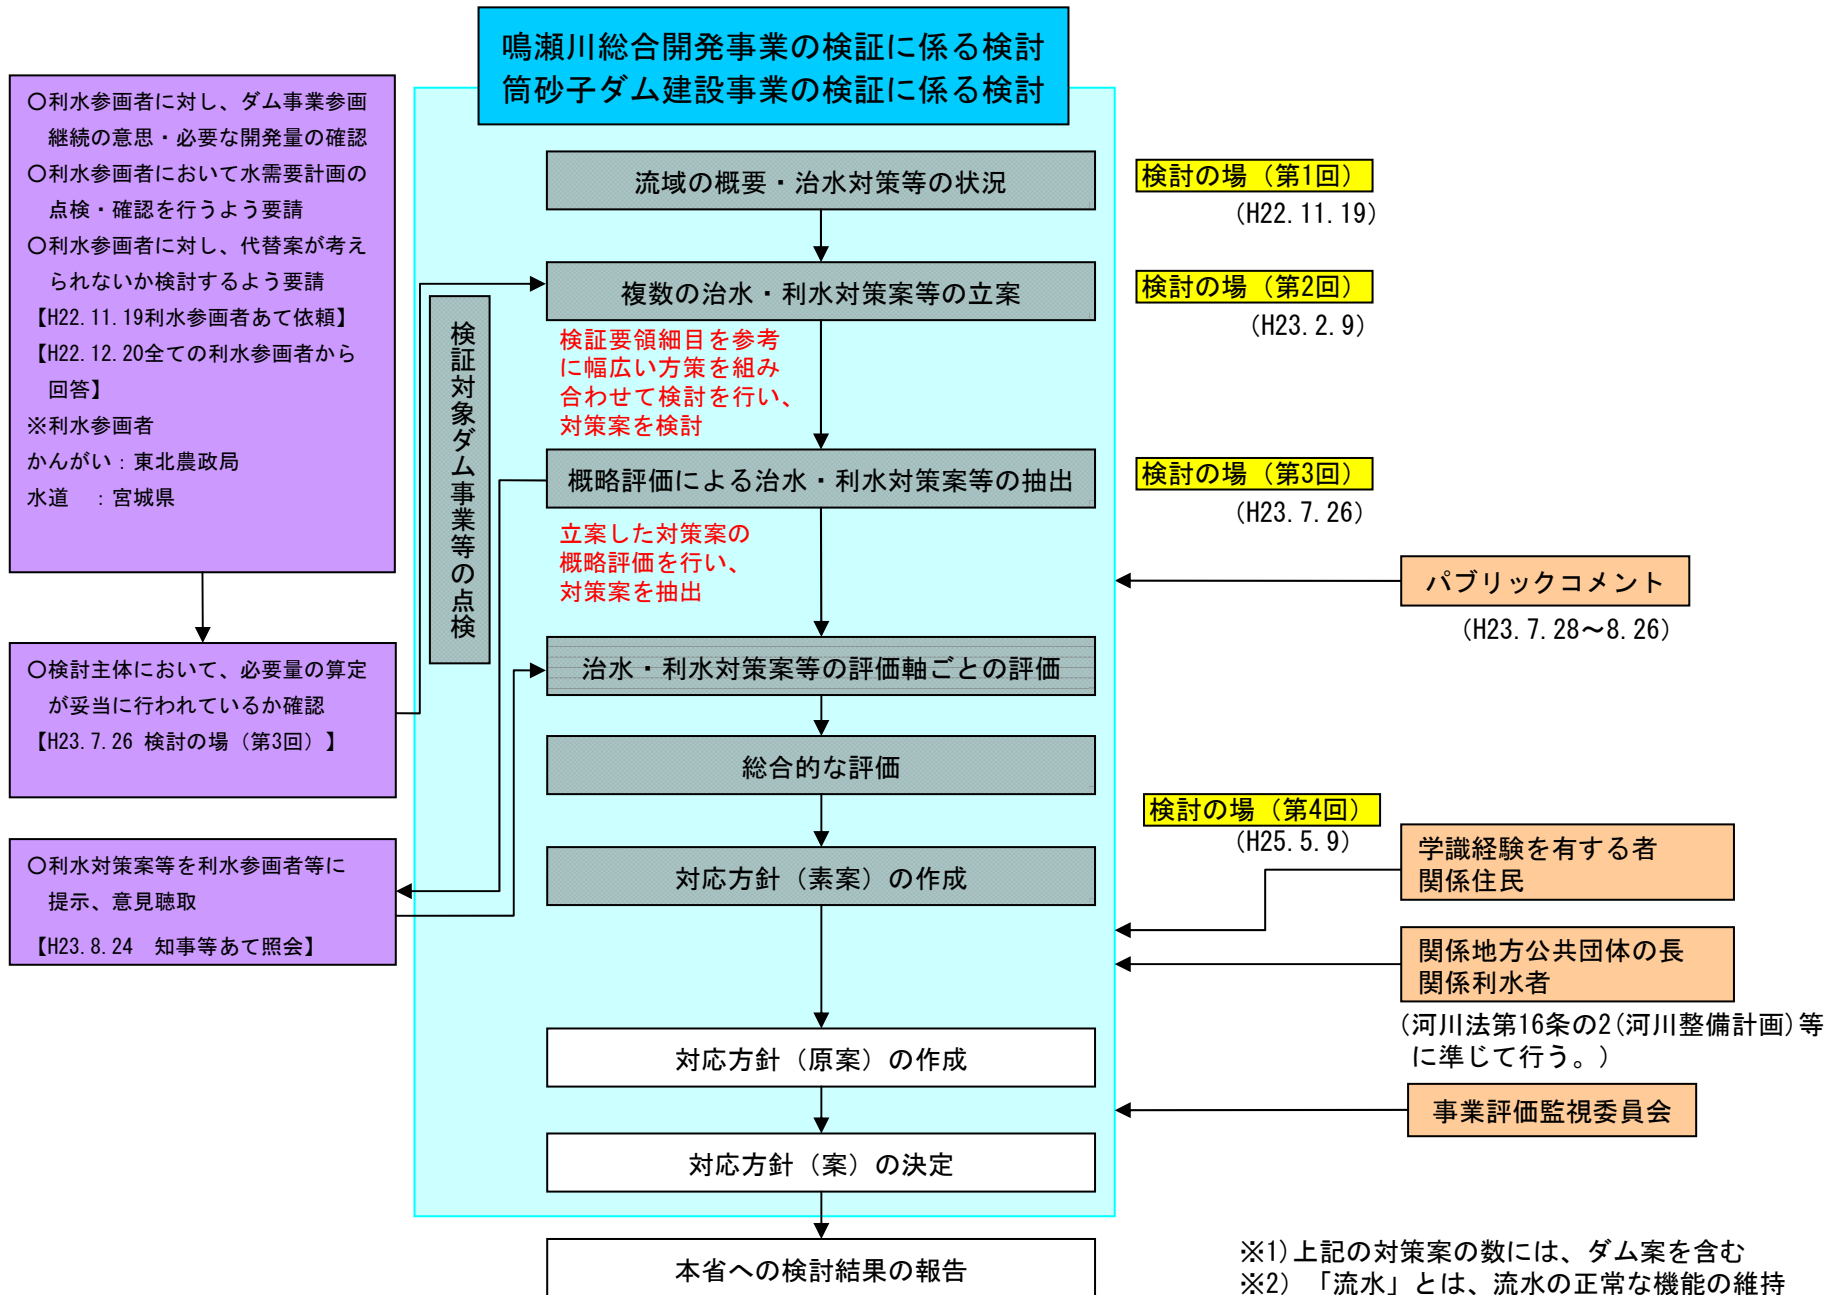 鳴瀬川総合開発事業の検証に係る検討
筒砂子ダム建設事業の検証に係る検討
〇利水参画者に対し、ダム事業参画
継続の意思・必要な開発量の確認
〇利水参画者において水需要計画の
点検・確認を行うよう要請
〇利水参画者に対し、代替案が考え
られないか検討するよう要請
【H22.11.19利水参画者あて依頼】
【H22.12.20全ての利水参画者から
回答】
※利水参画者
かんがい：東北農政局
水道　：宮城県
〇検討主体において、必要量の算定
が妥当に行われているか確認
【H23.7.26 検討の場（第3回）】
〇利水対策案等を利水参画者等に
提示、意見聴取
【H23.8.24　知事等あて照会】
検証対象ダム事業等の点検
流域の概要・治水対策等の状況
複数の治水・利水対策案等の立案
検証要領細目を参考
に幅広い方策を組み
合わせて検討を行い、
対策案を検討
概略評価による治水・利水対策案等の抽出
立案した対策案の
概略評価を行い、
対策案を抽出
治水・利水対策案等の評価軸ごとの評価
総合的な評価
対応方針（素案）の作成
対応方針（原案）の作成
対応方針（案）の決定
本省への検討結果の報告
検討の場（第1回）
（H22.11.19）
検討の場（第2回）
（H23.2.9）
検討の場（第3回）
（H23.7.26）
パブリックコメント
（H23.7.28～8.26）
検討の場（第4回）
（H25.5.9）
学識経験を有する者
関係住民
関係地方公共団体の長
関係利水者
（河川法第16条の2(河川整備計画)等
に準じて行う。）
事業評価監視委員会
※1)上記の対策案の数には、ダム案を含む
※2)「流水」とは、流水の正常な機能の維持